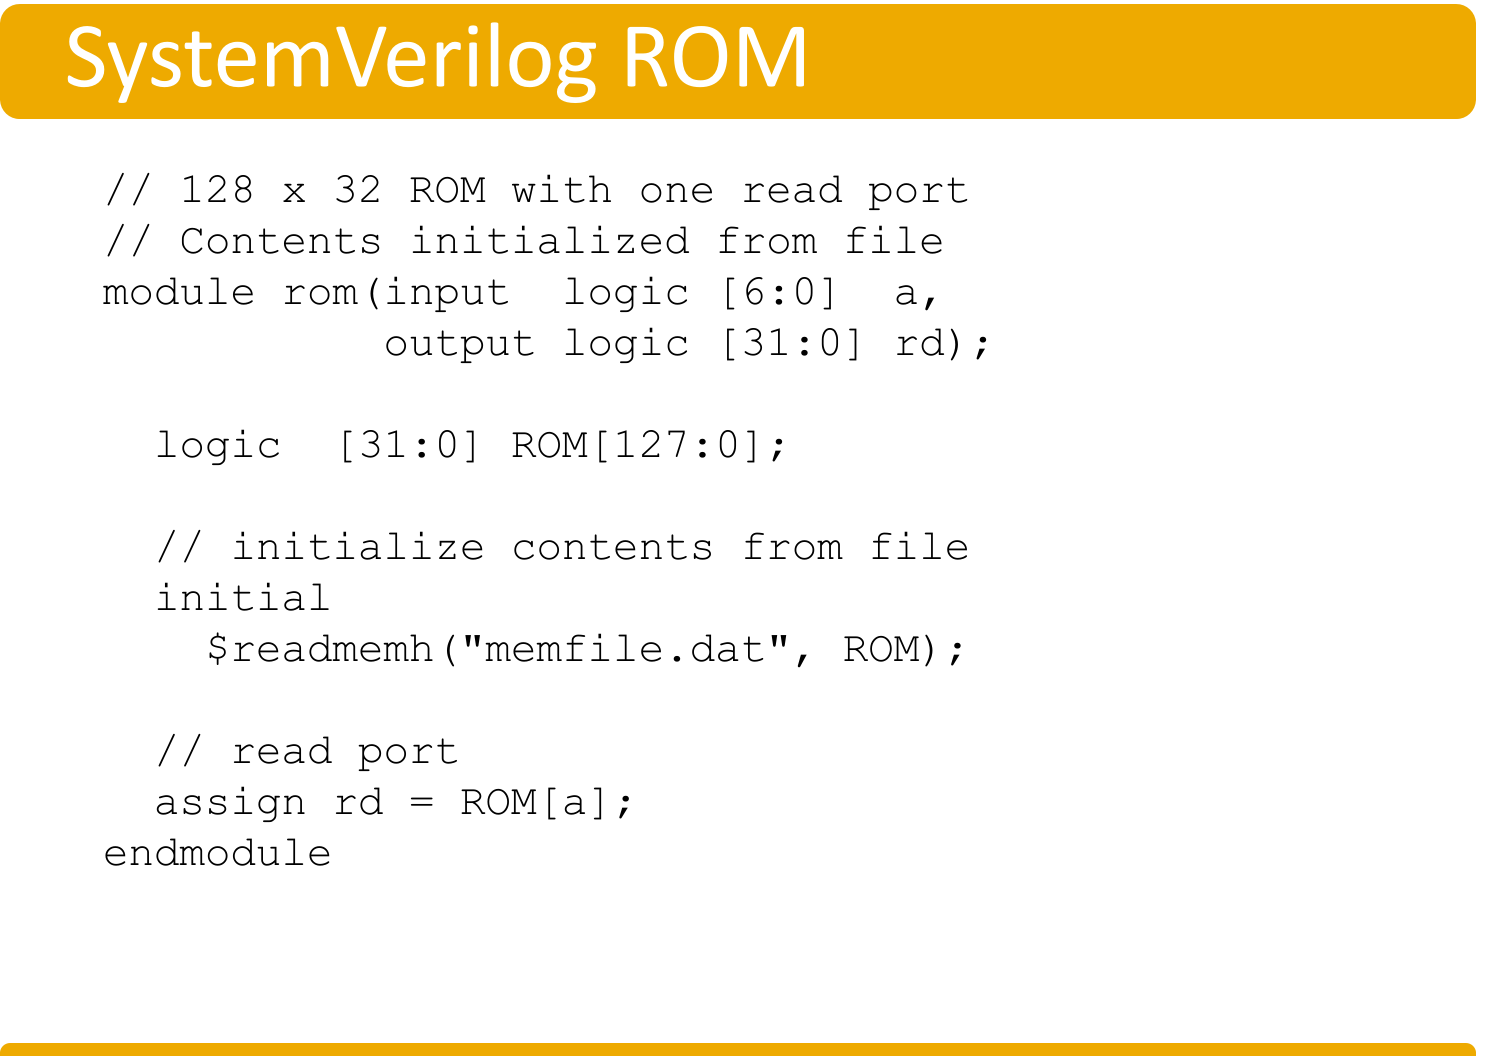 SystemVerilog ROM
// 128 x 32 ROM with one read port
// Contents initialized from file
module rom(input  logic [6:0]  a,
           output logic [31:0] rd);
  logic  [31:0] ROM[127:0];
  // initialize contents from file
  initial
    $readmemh("memfile.dat", ROM);
  // read port
  assign rd = ROM[a];
endmodule